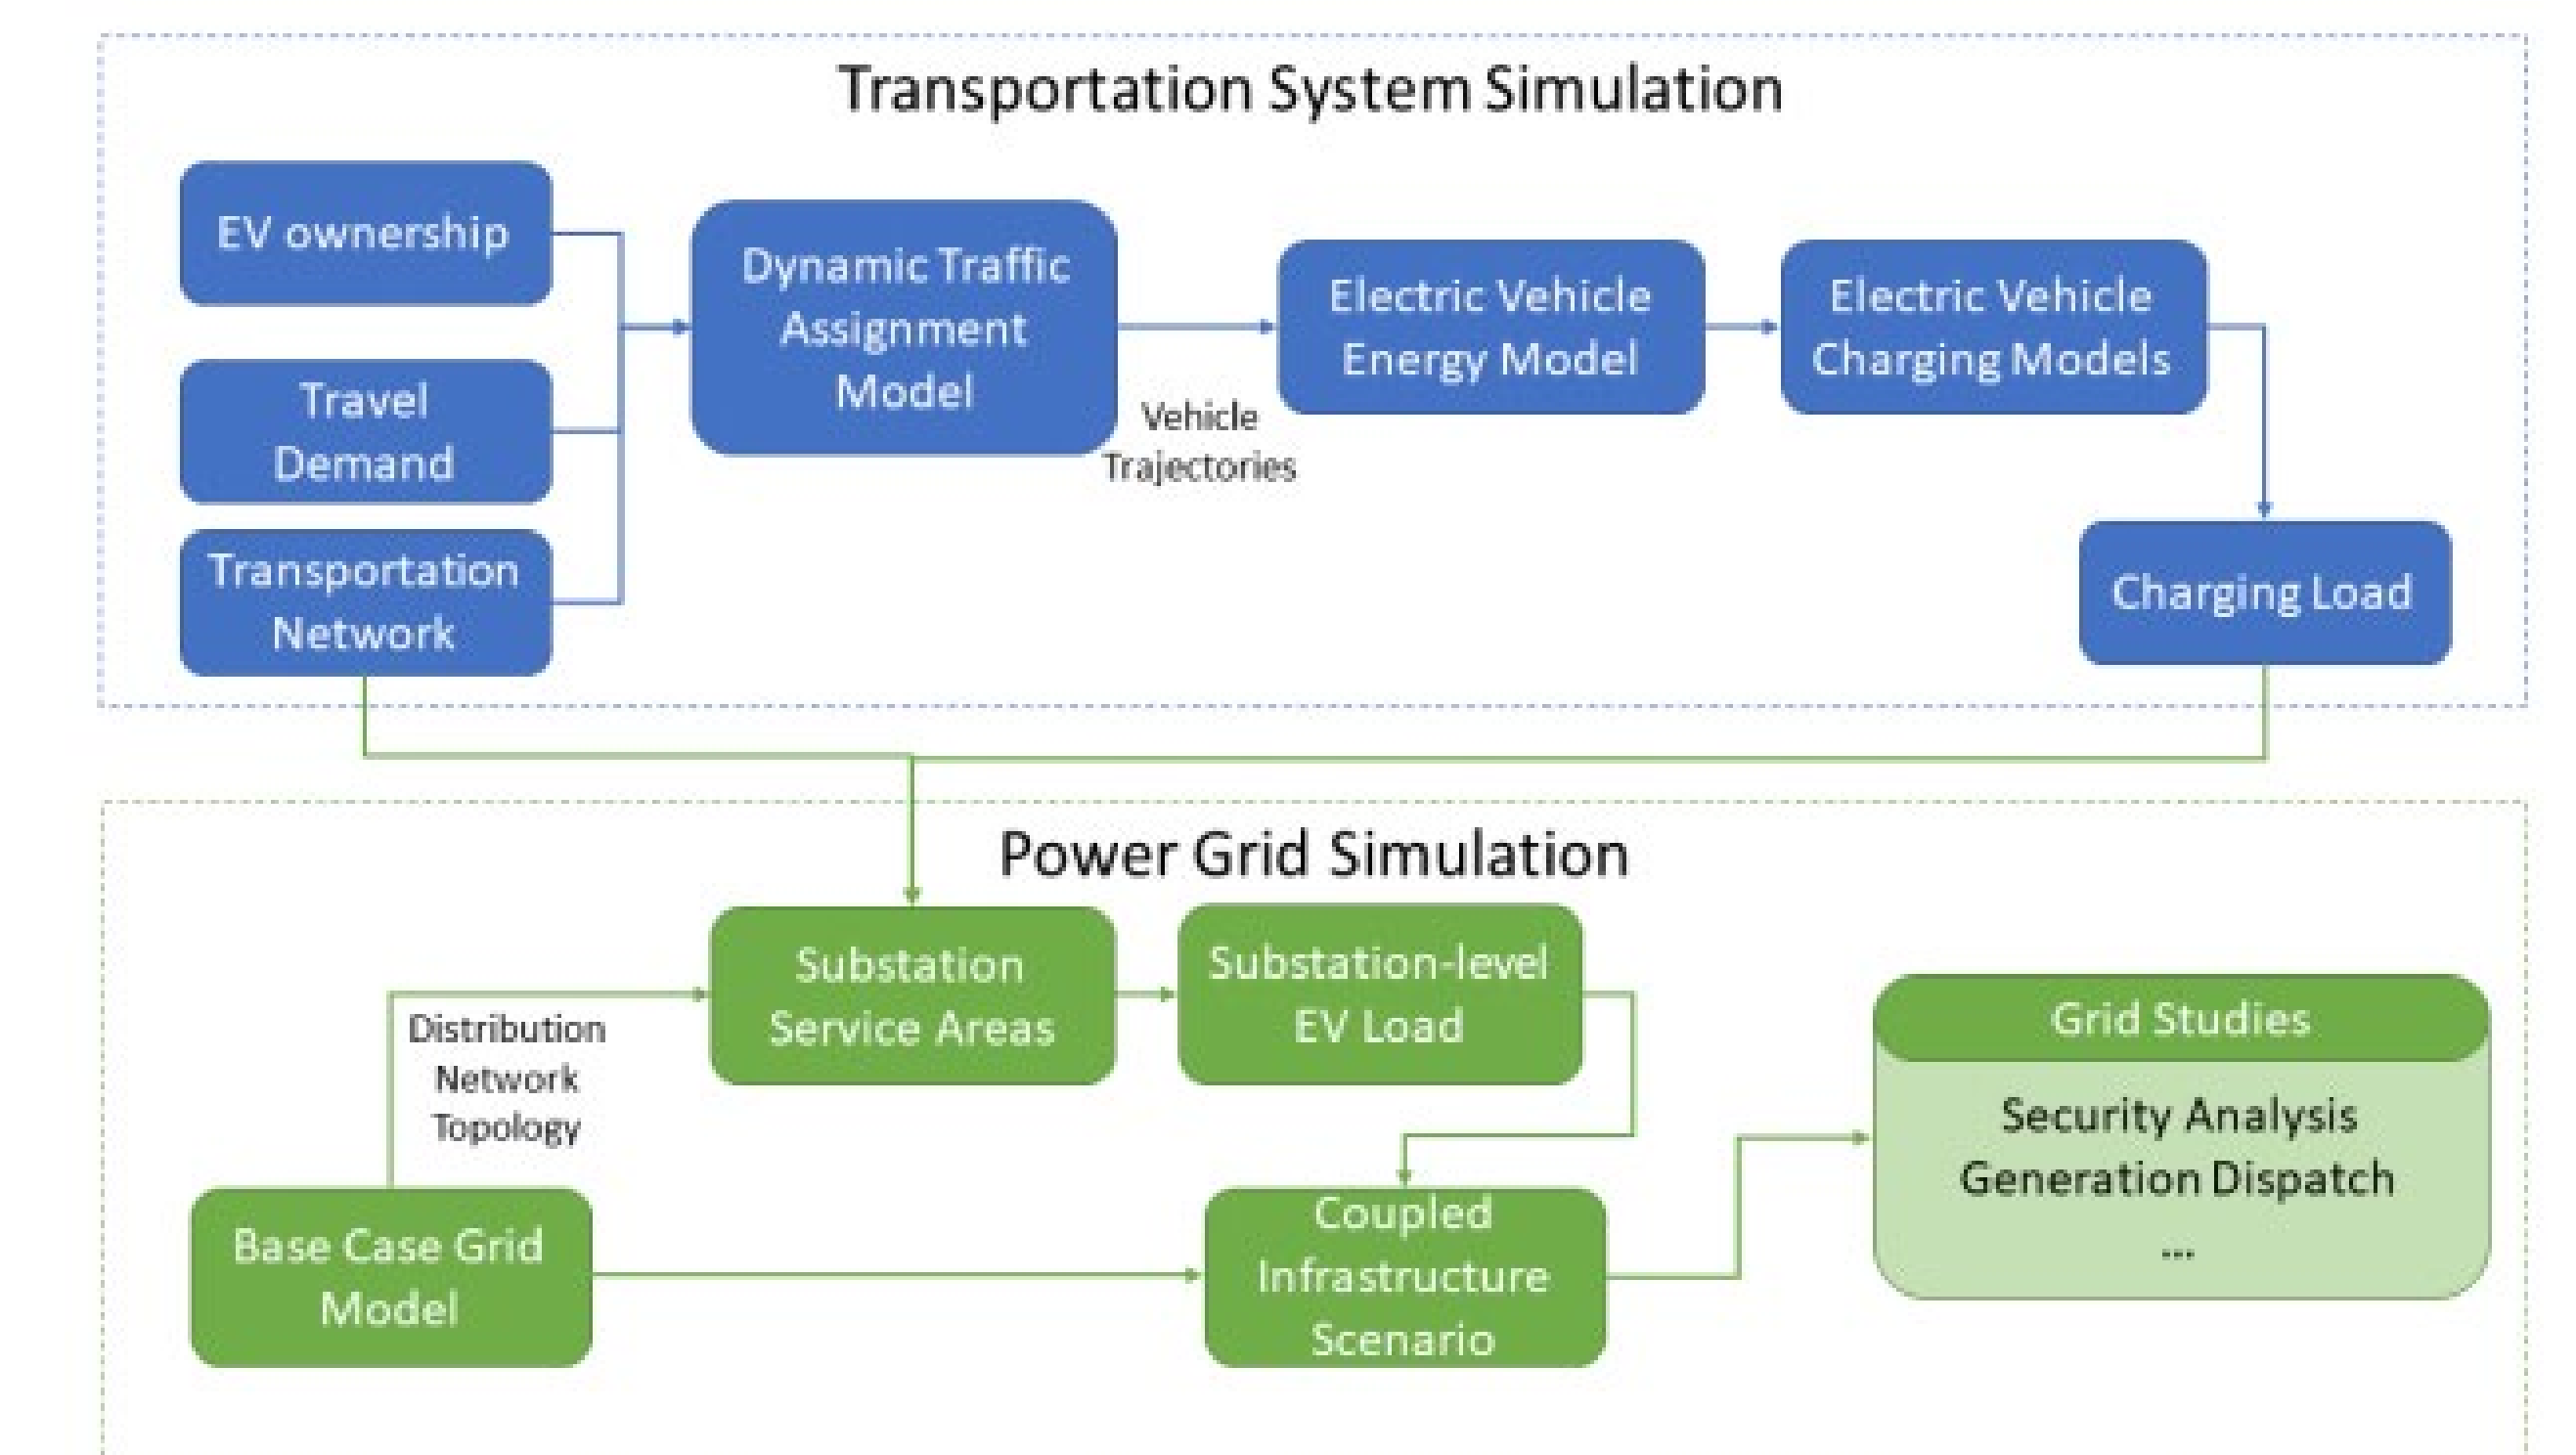 Transportation System Simulation
EV ownership
Travel
Demand
Transportation
Network
Dynamic Traffic
Assignment
Model
Vehicle
Trajectories
Electric Vehicle
Energy Model
Electric Vehicle
Charging Models
Charging Load
Power Grid Simulation
Substation
Service Areas
Substation-level
EV Load
Distribution
Network
Topology
Base Case Grid
Model
Coupled
Infrastructure
Scenario
Grid Studies
Security Analysis
Generation Dispatch
...